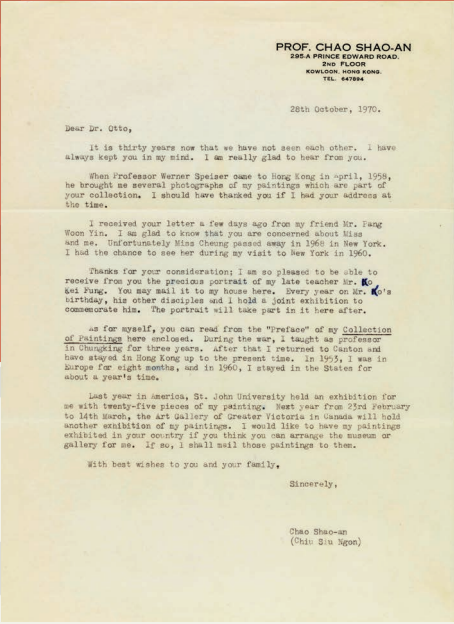 PROF. CHAO SHAO-AN
295-A PRINCE EDWARD ROAD.
2ND FLOOR
KOWLOON, HONG KONG.
TEL. 647894
28th October, 1970.
Dear Dr. Otto,
It is thirty years now that we have not seen each other. I have
always kept you in my mind. I am really glad to hear from you.
When Professor Werner Speiser came to Hong Kong in April, 1958,
he brought me several photographs of my paintings which are part of
your collection. I should have thanked you if I had your address at
the time.
I received your letter a few days ago from my friend Mr. Fang
Woon Yin. I am glad to know that you are concerned about Miss
and me. Unfortunately Miss Cheung passed away in 1968 in New York.
I had the chance to see her during my visit to New York in 1960.
Thanks for your consideration; I am so pleased to be able to
receive from you the precious portrait of my late teacher Mr. Ko
Kei Fung. You may mail it to my house here. Every year on Mr. Ko's
birthday, his other disciples and I hold a joint exhibition to
commemorate him. The portrait will take part in it here after.
As for myself, you can read from the "Preface" of my Collection
of Paintings here enclosed. During the war, I taught as professor
in Chungking for three years. After that I returned to Canton and
have stayed in Hong Kong up to the present time. In 1953, I was in
Europe for eight months, and in 1960, I stayed in the States for
about a year's time.
Last year in America, St. John University held an exhibition for
me with twenty-five pieces of my painting. Next year from 23rd February
to 14th March, the Art Gallery of Greater Victoria in Canada will hold
another exhibition of my paintings. I would like to have my paintings
exhibited in your country if you think you can arrange the museum or
gallery for me. If so, I shall mail those paintings to them.
With best wishes to you and your family.
Sincerely,
Chao Shao-an
(Chiu Siu Ngon)